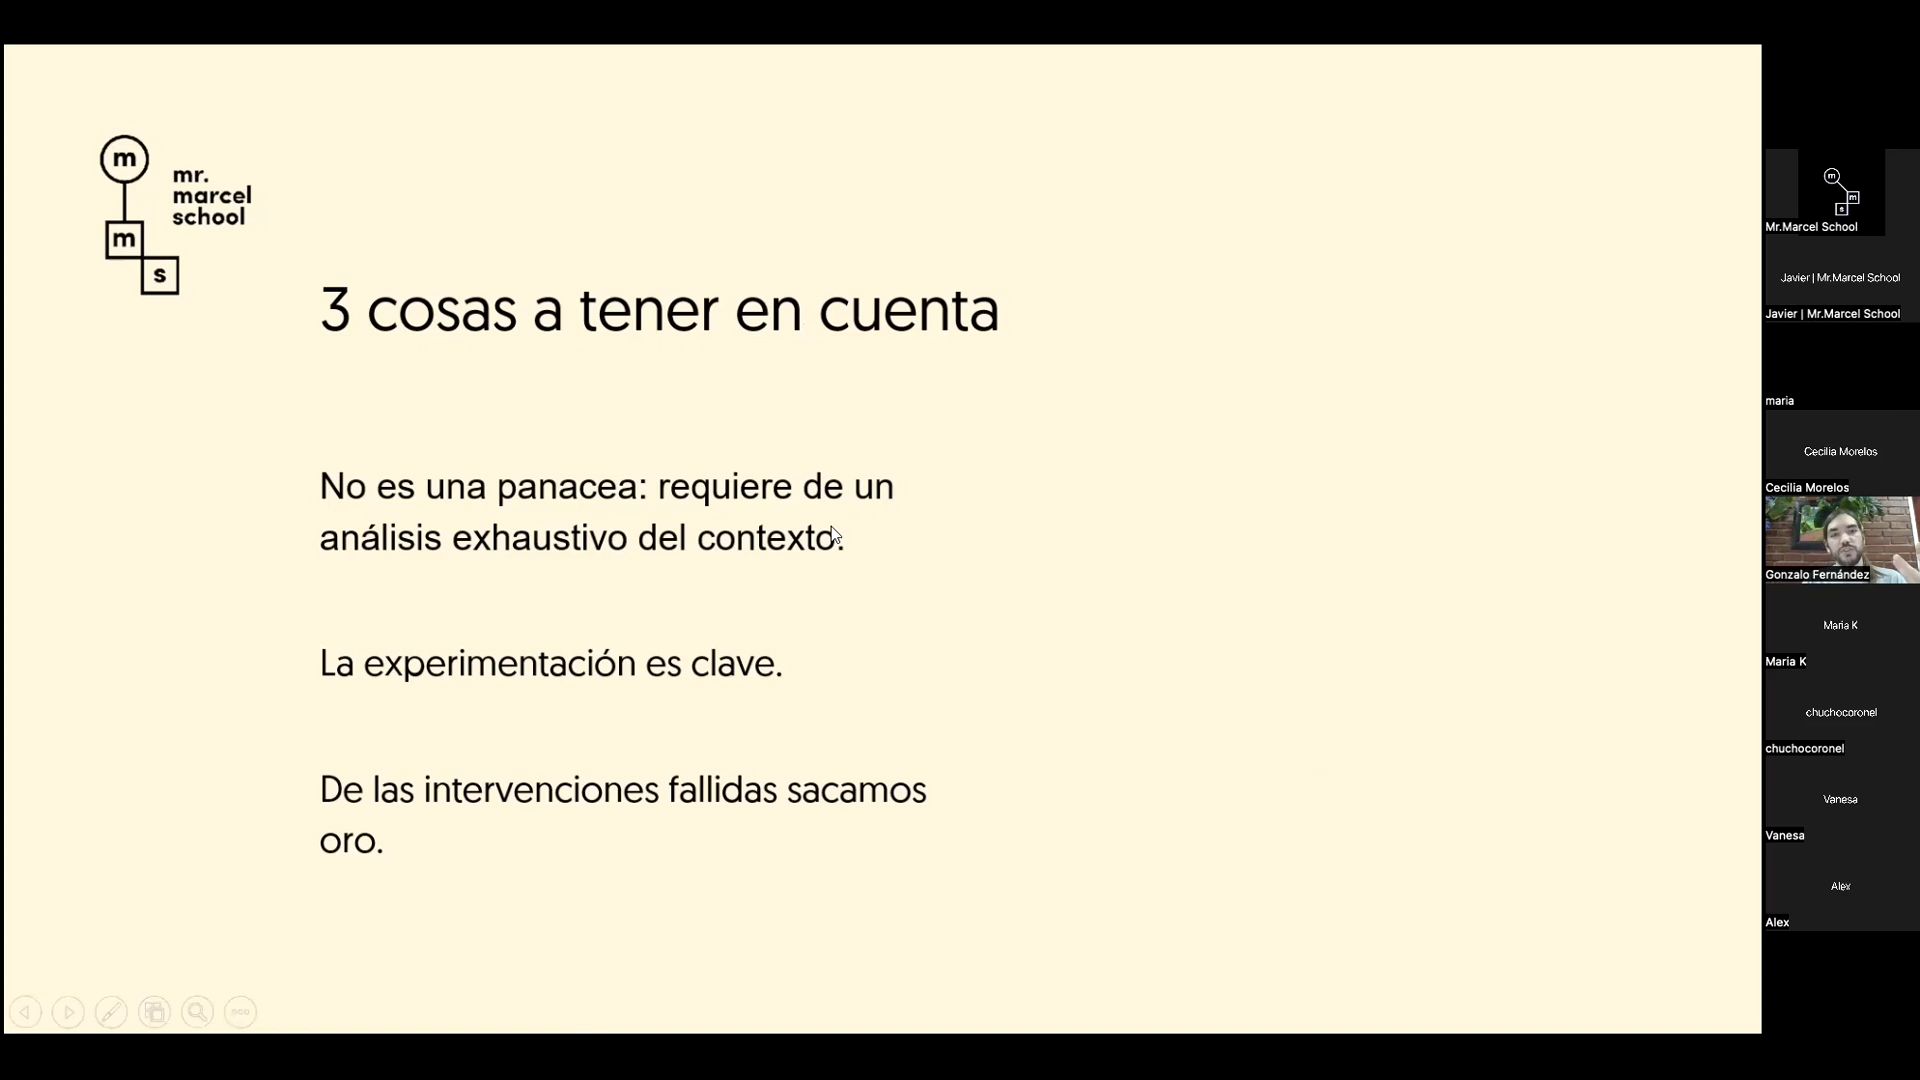 m
m
s
mr.
marcel
school
3 cosas a tener en cuenta
No es una panacea: requiere de un
análisis exhaustivo del contexto.
La experimentación es clave.
De las intervenciones fallidas sacamos
oro.
m
m
s
Mr.Marcel School
Javier | Mr.Marcel School
Javier | Mr.Marcel School
maria
Cecilia Morelos
Cecilia Morelos
Gonzalo Fernández
Maria K
Maria K
chuchocoronel
chuchocoronel
Vanesa
Vanesa
Alex
Alex